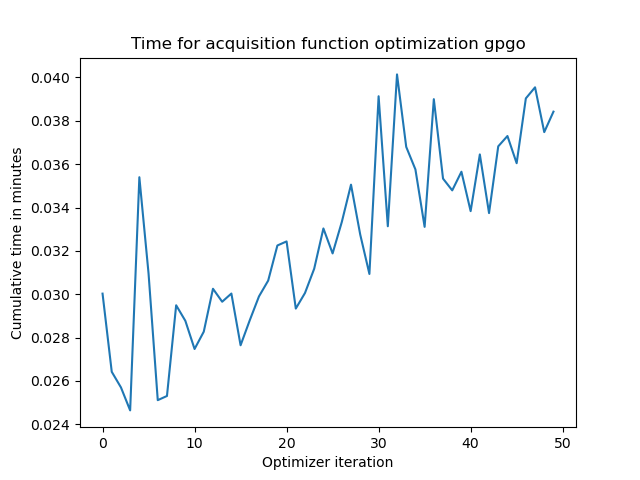 Time for acquisition function optimization gpgo
0.040
0.038
0.036
0.034
0.032
0.030
0.028
0.026
0.024
Cumulative time in minutes
0 10 20 30 40 50
Optimizer iteration